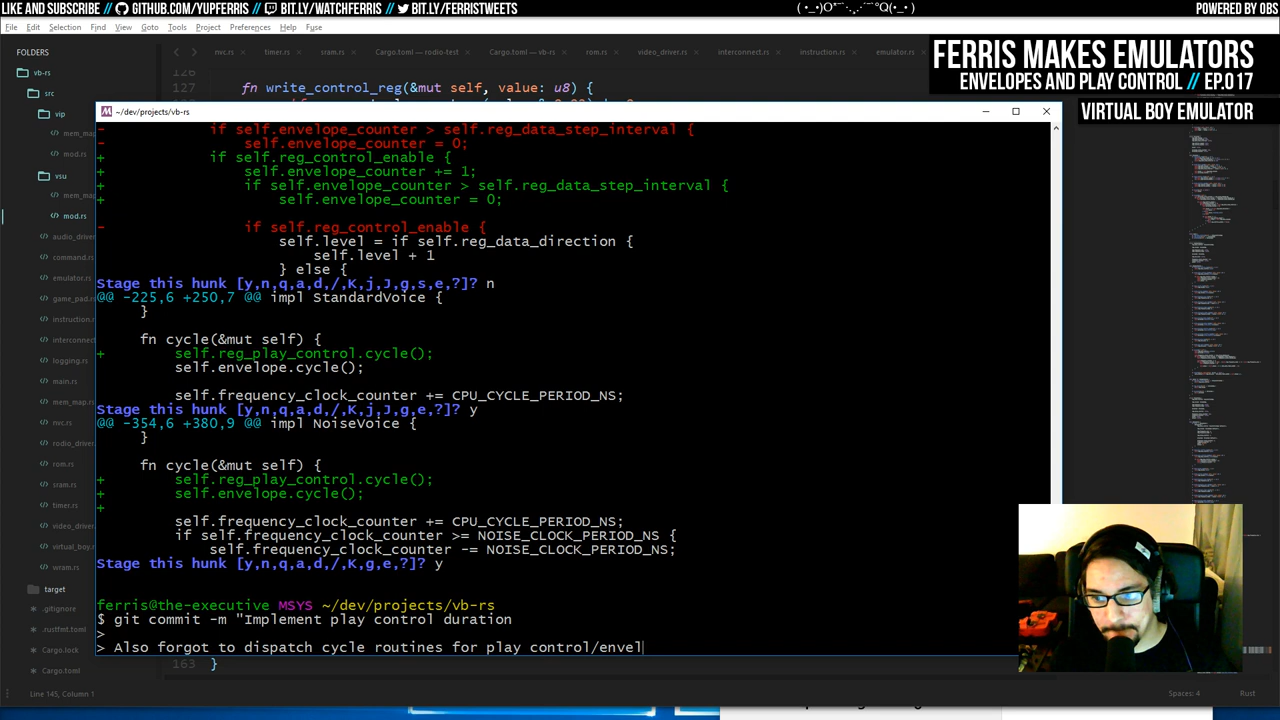 LIKE AND SUBSCRIBE // GITHUB.COM/YUPFERRIS // BIT.LY/WATCHFERRIS // BIT.LY/FERRISTWEETS
POWERED BY OBS
File Edit Selection Find View Goto Tools Project Preferences Help Fuse
FERRIS MAKES EMULATORS
ENVELOPES AND PLAY CONTROL // EP.017
VIRTUAL BOY EMULATOR
FOLDERS
nvc.rs timer.rs sram.rs Cargo.toml — rodio-test Cargo.toml — vb-rs rom.rs video_driver.rs interconnect.rs instruction.rs emulator.rs
vb-rs
src
vip
mem_map
mod.rs
vsu
mem_map
mod.rs
audio_driver
command.rs
emulator.rs
game_pad.rs
instruction.rs
interconnect
logging.rs
main.rs
mem_map.rs
nvc.rs
rodio_driver
rom.rs
sram.rs
timer.rs
video_driver
virtual_boy.rs
wram.rs
target
.gitignore
.rustfmt.toml
Cargo.lock
Cargo.toml
126
127 fn write_control_reg(&mut self, value: u8) {
~/dev/projects/vb-rs
- if self.envelope_counter > self.reg_data_step_interval {
- self.envelope_counter = 0;
+ if self.reg_control_enable {
+ self.envelope_counter += 1;
+ if self.envelope_counter > self.reg_data_step_interval {
+ self.envelope_counter = 0;
- if self.reg_control_enable {
self.level = if self.reg_data_direction {
self.level + 1
} else {
Stage this hunk [y,n,q,a,d,/,K,j,J,g,s,e,?]? n
@@ -225,6 +250,7 @@ impl StandardVoice {
}
fn cycle(&mut self) {
+ self.reg_play_control.cycle();
self.envelope.cycle();
self.frequency_clock_counter += CPU_CYCLE_PERIOD_NS;
Stage this hunk [y,n,q,a,d,/,K,j,J,g,e,?]? y
@@ -354,6 +380,9 @@ impl NoiseVoice {
}
fn cycle(&mut self) {
+ self.reg_play_control.cycle();
+ self.envelope.cycle();
+
self.frequency_clock_counter += CPU_CYCLE_PERIOD_NS;
if self.frequency_clock_counter >= NOISE_CLOCK_PERIOD_NS {
self.frequency_clock_counter -= NOISE_CLOCK_PERIOD_NS;
Stage this hunk [y,n,q,a,d,/,K,g,e,?]? y
ferris@the-executive MSYS ~/dev/projects/vb-rs
$ git commit -m "Implement play control duration
>
> Also forgot to dispatch cycle routines for play control/envel
163 }
Line 145, Column 1
Spaces: 4
Rust